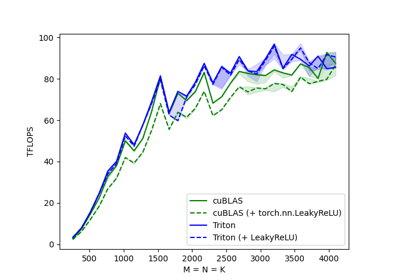 100
80
60
40
20
0
TFLOPS
cuBLAS
cuBLAS (+ torch.nn.LeakyReLU)
Triton
Triton (+ LeakyReLU)
500 1000 1500 2000 2500 3000 3500 4000
M = N = K